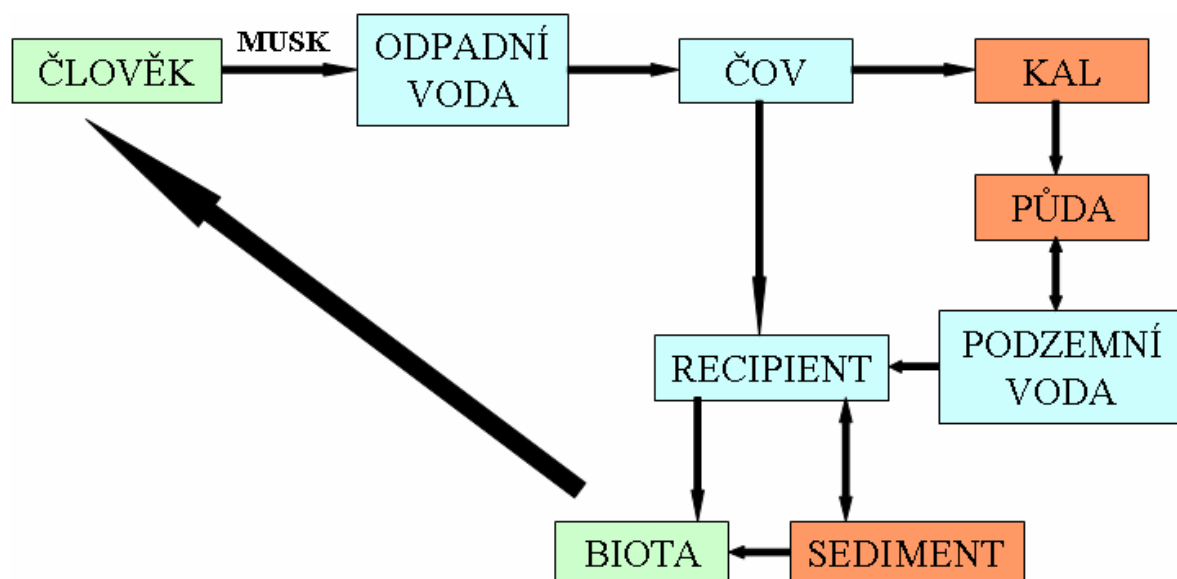 ČLOVĚK
MUSK
ODPADNÍ
VODA
ČOV
KAL
PŮDA
PODZEMNÍ
VODA
RECIPIENT
BIOTA
SEDIMENT